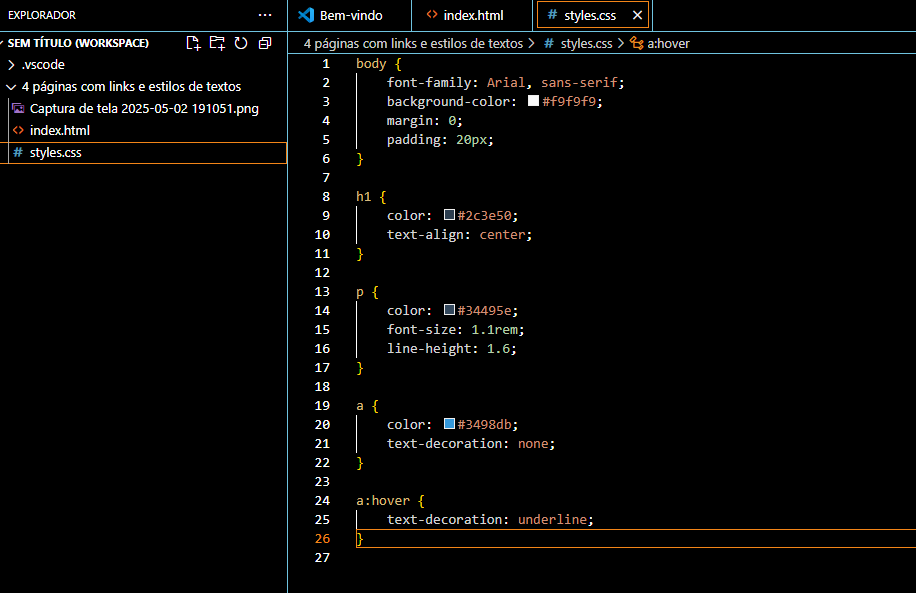 EXPLORADOR
SEM TÍTULO (WORKSPACE)
.vscode
4 páginas com links e estilos de textos
Captura de tela 2025-05-02 191051.png
<> index.html
# styles.css
Bem-vindo
<> index.html
# styles.css
4 páginas com links e estilos de textos > # styles.css > a:hover
1 body {
2 font-family: Arial, sans-serif;
3 background-color: #f9f9f9;
4 margin: 0;
5 padding: 20px;
6 }
7
8 h1 {
9 color: #2c3e50;
10 text-align: center;
11 }
12
13 p {
14 color: #34495e;
15 font-size: 1.1rem;
16 line-height: 1.6;
17 }
18
19 a {
20 color: #3498db;
21 text-decoration: none;
22 }
23
24 a:hover {
25 text-decoration: underline;
26 }
27